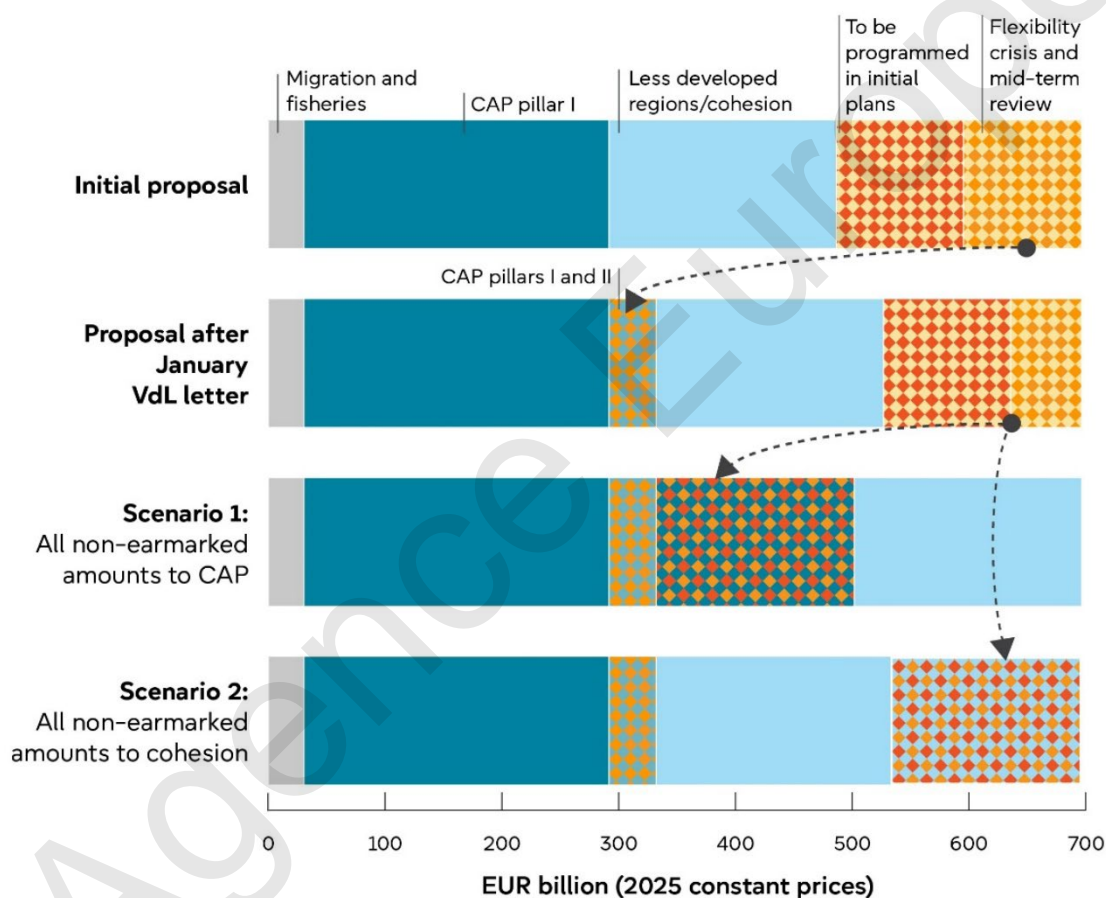 Migration and
fisheries
CAP pillar I
Less developed
regions/cohesion
To be
programmed
in initial
plans
Flexibility
crisis and
mid-term
review
Initial proposal
CAP pillars I and II
Proposal after
January
VdL letter
Scenario 1:
All non-earmarked
amounts to CAP
Scenario 2:
All non-earmarked
amounts to cohesion
0 100 200 300 400 500 600 700
EUR billion (2025 constant prices)
Agence Europe